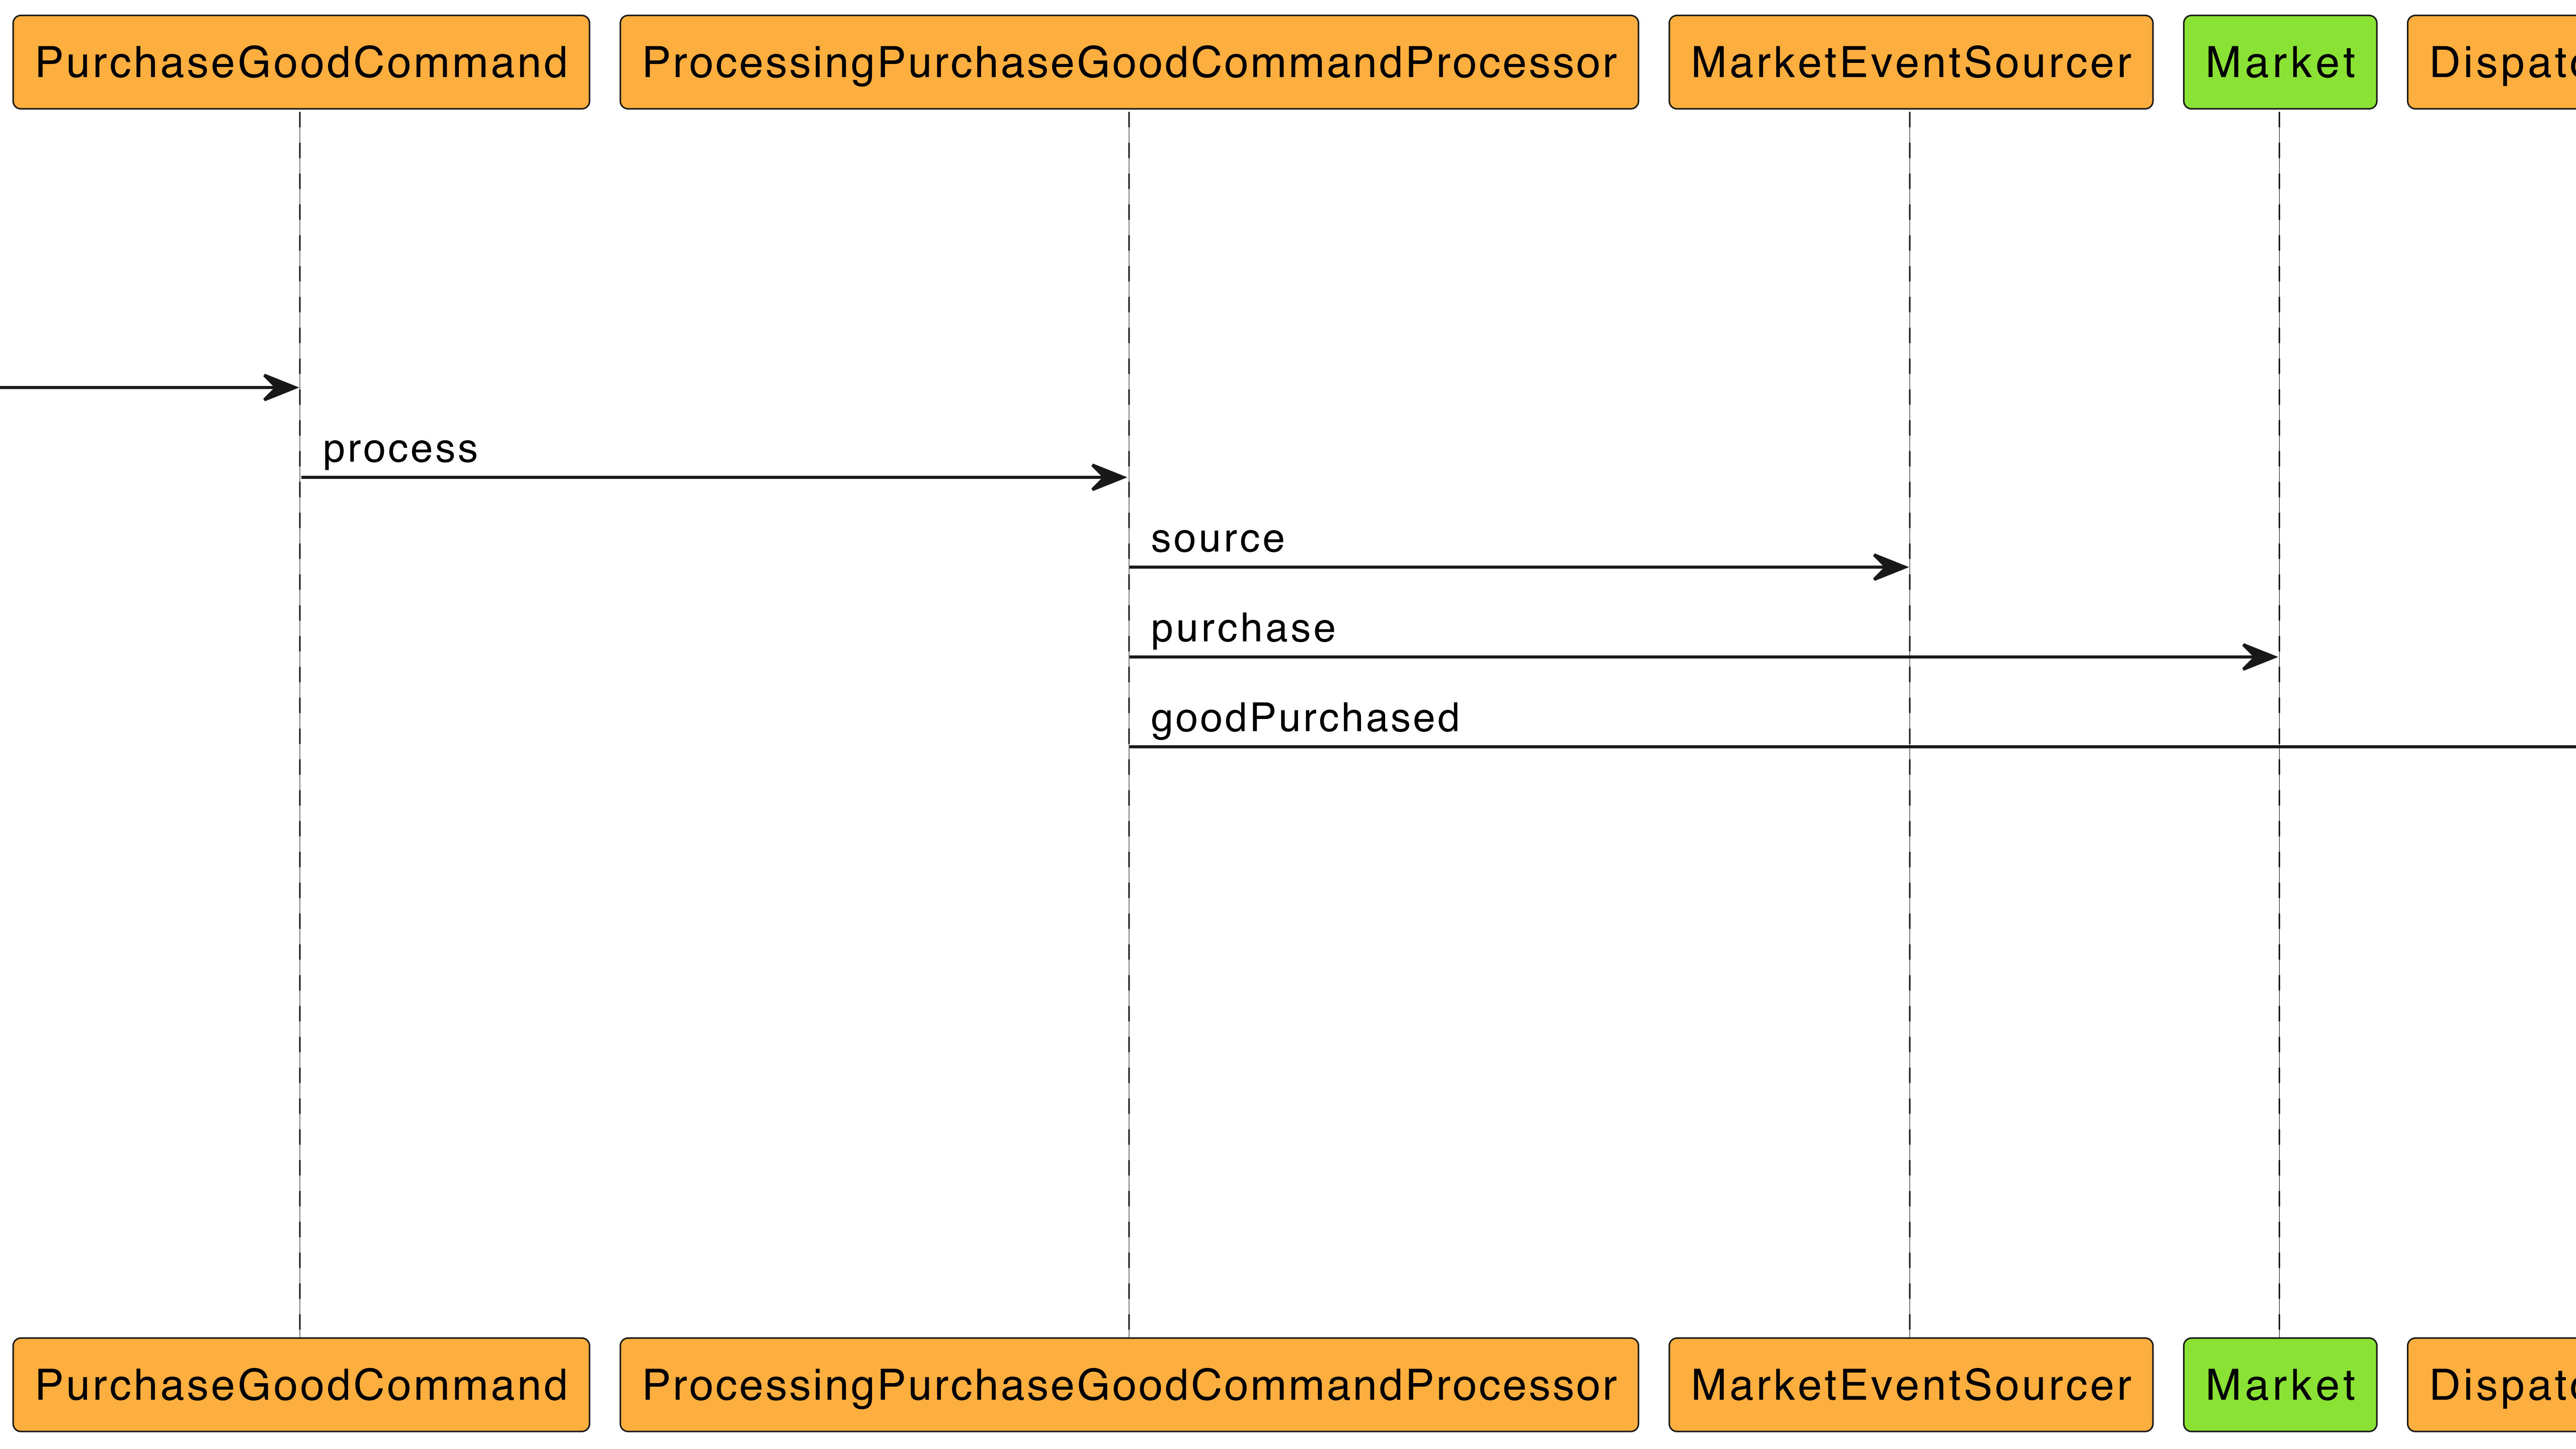 PurchaseGoodCommand
ProcessingPurchaseGoodCommandProcessor
MarketEventSourcer
Market
process
source
purchase
goodPurchased
PurchaseGoodCommand
ProcessingPurchaseGoodCommandProcessor
MarketEventSourcer
Market